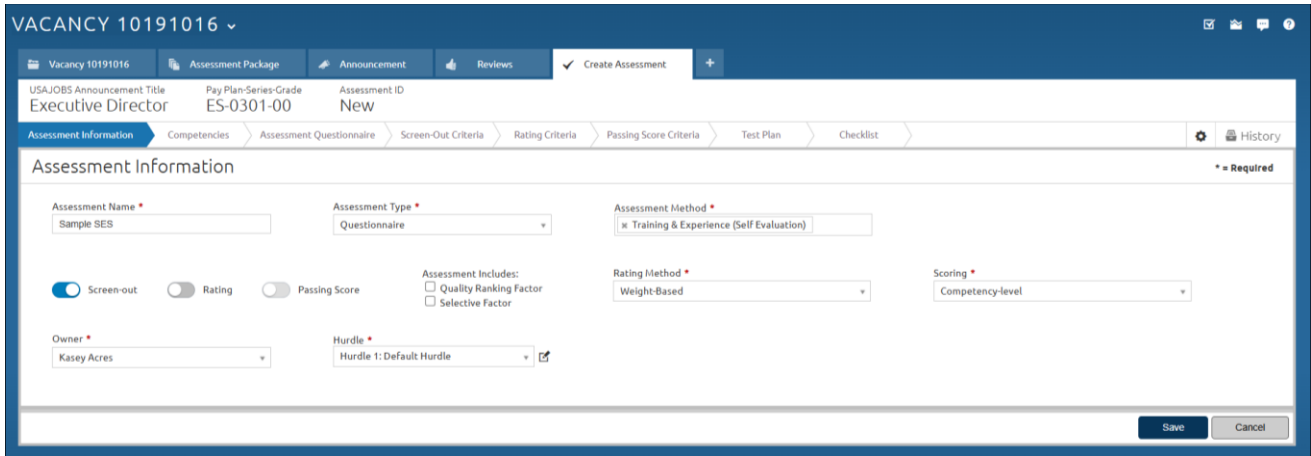 VACANCY 10191016
Vacancy 10191016 Assessment Package Announcement Reviews Create Assessment +
USAJOBS Announcement Title Pay Plan-Series-Grade Assessment ID
Executive Director ES-0301-00 New
Assessment Information Competencies Assessment Questionnaire Screen-Out Criteria Rating Criteria Passing Score Criteria Test Plan Checklist History
Assessment Information * = Required
Assessment Name * Assessment Type * Assessment Method *
Sample SES Questionnaire × Training & Experience (Self Evaluation)
Assessment Includes: Rating Method * Scoring *
Screen-out Rating Passing Score Quality Ranking Factor Weight-Based Competency-level
Selective Factor
Owner * Hurdle *
Kasey Acres Hurdle 1: Default Hurdle
Save Cancel